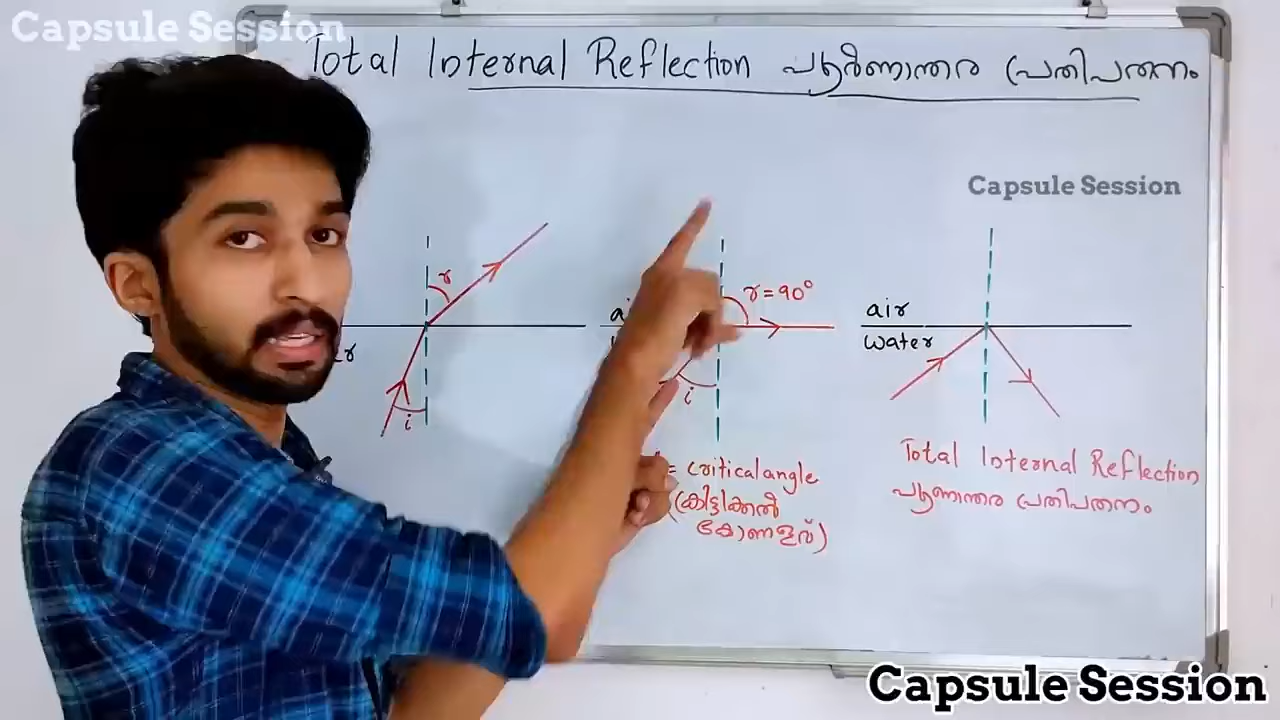 Capsule Session
Total Internal Reflection പൂർണാന്തര പ്രതിപതനം
Capsule Session
r
i
r = 90°
i
= critical angle
(ക്രിട്ടിക്കൽ
കോണളവ്)
air
water
Total Internal Reflection
പൂർണാന്തര പ്രതിപതനം
Capsule Session